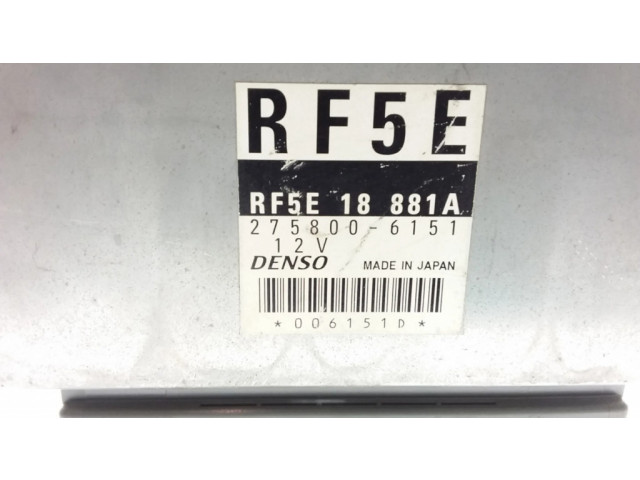 RF5E
RF5E 18 881A
275800-6151
12V
DENSO MADE IN JAPAN
*006151D*